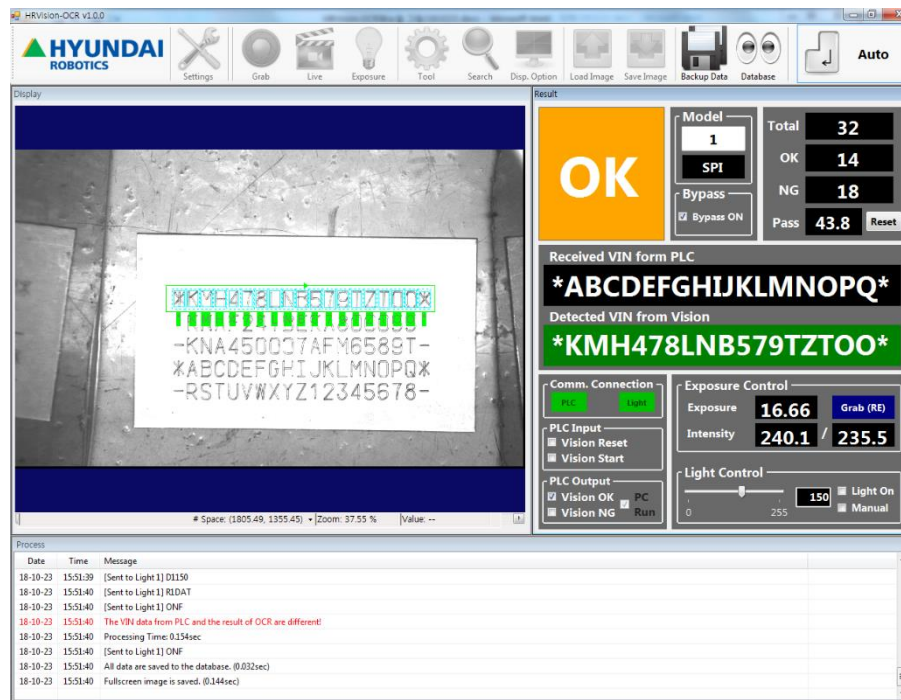 HRVision-OCR v1.0.0
HYUNDAI
ROBOTICS
Settings
Grab
Live
Exposure
Tool
Search
Disp. Option
Load Image
Save Image
Backup Data
Database
Auto
Display
*KMH478LNB579TZTOO*
-KNA450007AFM6589T-
*ABCDEFGHIJKLMNOPQ*
-RSTUVWXYZ12345678-
# Space: (1805.49, 1355.45)
Zoom: 37.55 %
Value: --
Result
OK
Model
1
SPI
Bypass
Bypass ON
Total 32
OK 14
NG 18
Pass 43.8 Reset
Received VIN form PLC
*ABCDEFGHIJKLMNOPQ*
Detected VIN from Vision
*KMH478LNB579TZTOO*
Comm. Connection
PLC Light
PLC Input
Vision Reset
Vision Start
PLC Output
Vision OK
Vision NG
PC
Run
Exposure Control
Exposure 16.66 Grab (RE)
Intensity 240.1 / 235.5
Light Control
0 255
150
Light On
Manual
Process
Date Time Message
18-10-23 15:51:39 [Sent to Light 1] D1150
18-10-23 15:51:40 [Sent to Light 1] R1DAT
18-10-23 15:51:40 [Sent to Light 1] ONF
18-10-23 15:51:40 The VIN data from PLC and the result of OCR are different!
18-10-23 15:51:40 Processing Time: 0.154sec
18-10-23 15:51:40 [Sent to Light 1] ONF
18-10-23 15:51:40 All data are saved to the database. (0.032sec)
18-10-23 15:51:40 Fullscreen image is saved. (0.144sec)